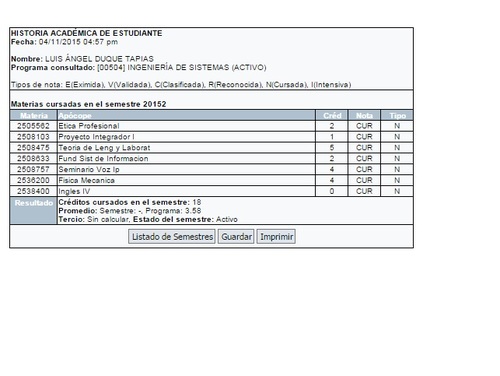 HISTORIA ACADÉMICA DE ESTUDIANTE
Fecha: 04/11/2015 04:57 pm
Nombre: LUIS ÁNGEL DUQUE TAPIAS
Programa consultado: [00504] INGENIERÍA DE SISTEMAS (ACTIVO)
Tipos de nota: E(Eximida), V(Validada), C(Clasificada), R(Reconocida), N(Cursada), I(Intensiva)
Materias cursadas en el semestre 20152
Materia Apócope Créd Nota Tipo
2505562 Etica Profesional 2 CUR N
2508103 Proyecto Integrador I 1 CUR N
2508475 Teoria de Leng y Laborat 5 CUR N
2508633 Fund Sist de Informacion 2 CUR N
2508757 Seminario Voz Ip 4 CUR N
2536200 Fisica Mecanica 4 CUR N
2538400 Ingles IV 0 CUR N
Resultado Créditos cursados en el semestre: 18
Promedio: Semestre: -, Programa: 3.58
Tercio: Sin calcular, Estado del semestre: Activo
Listado de Semestres Guardar Imprimir